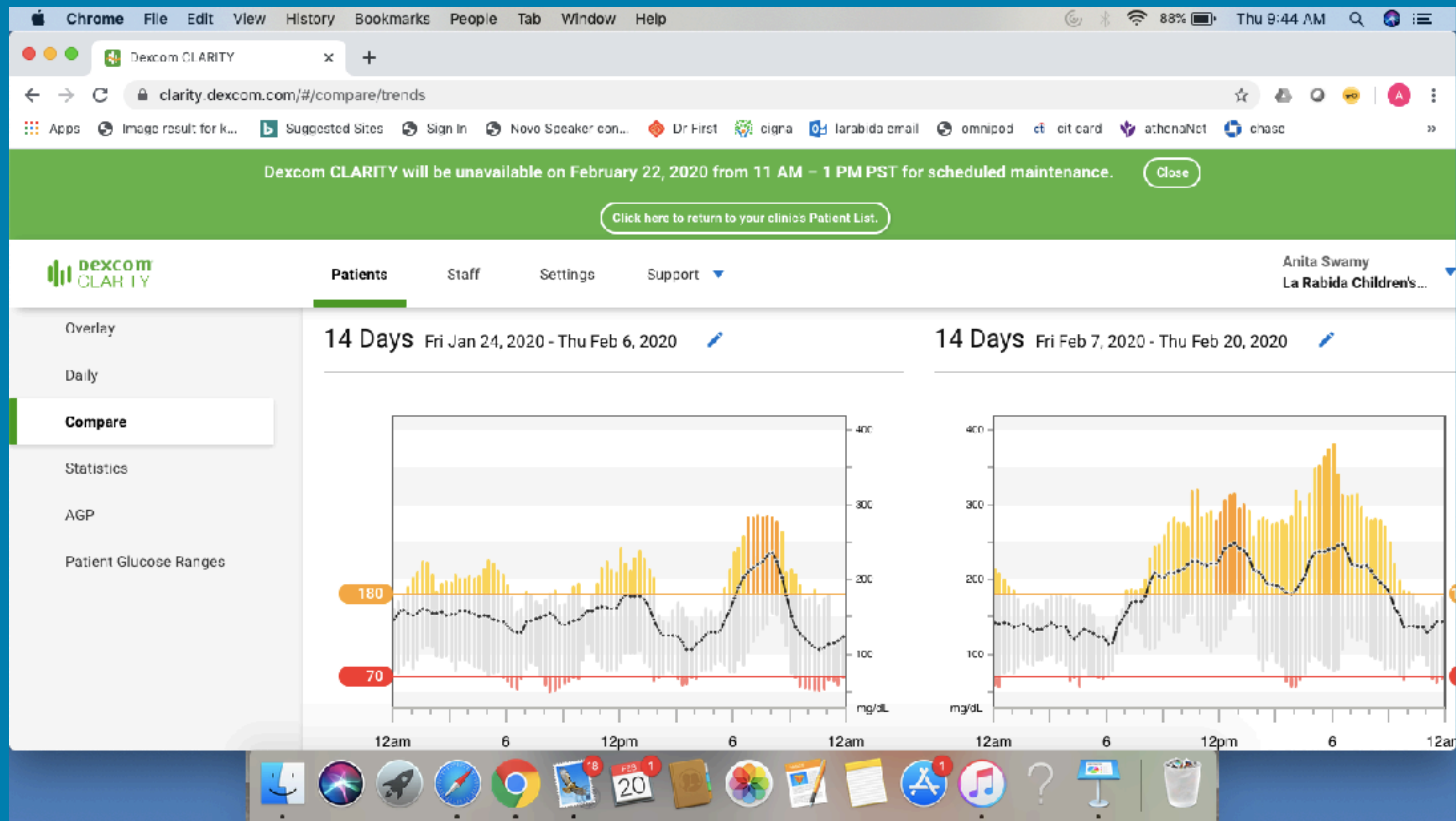 Chrome File Edit View History Bookmarks People Tab Window Help 88% Thu 9:44 AM
Dexcom CLARITY
clarity.dexcom.com/#/compare/trends
Apps Image result for k... Suggested Sites Sign In Novo Speaker con... Dr First cigna larabida email omnipod citi card athenaNet chase
Dexcom CLARITY will be unavailable on February 22, 2020 from 11 AM – 1 PM PST for scheduled maintenance. Close
Click here to return to your clinic's Patient List.
Dexcom CLARITY Patients Staff Settings Support Anita Swamy
La Rabida Children's...
Overlay
Daily
Compare
Statistics
AGP
Patient Glucose Ranges
14 Days Fri Jan 24, 2020 - Thu Feb 6, 2020
400
300
200
180
100
70
mg/dL
12am 6 12pm 6 12am
14 Days Fri Feb 7, 2020 - Thu Feb 20, 2020
400
300
200
100
mg/dL
12am 6 12pm 6 12am
18 FEB 20 1 1